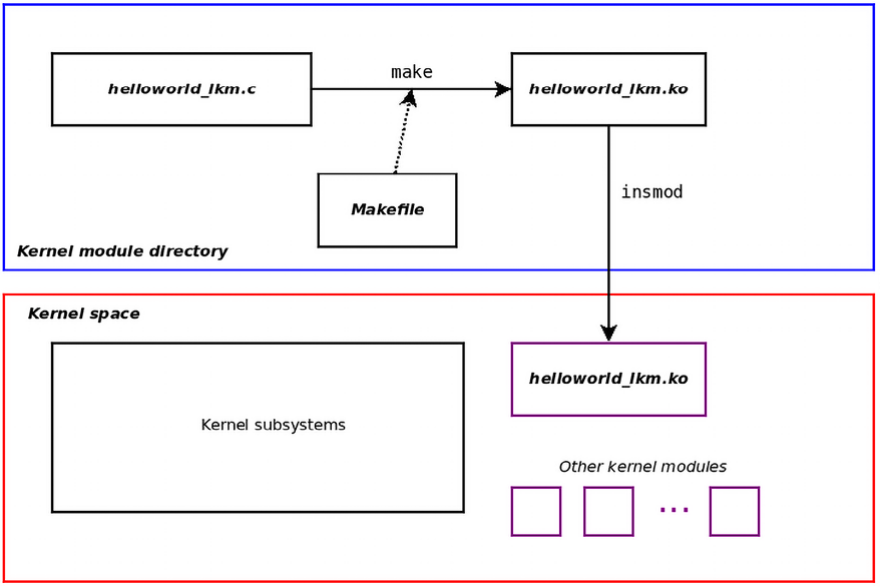 make
helloworld_lkm.c
helloworld_lkm.ko
insmod
Makefile
Kernel module directory
Kernel space
helloworld_lkm.ko
Kernel subsystems
Other kernel modules
...